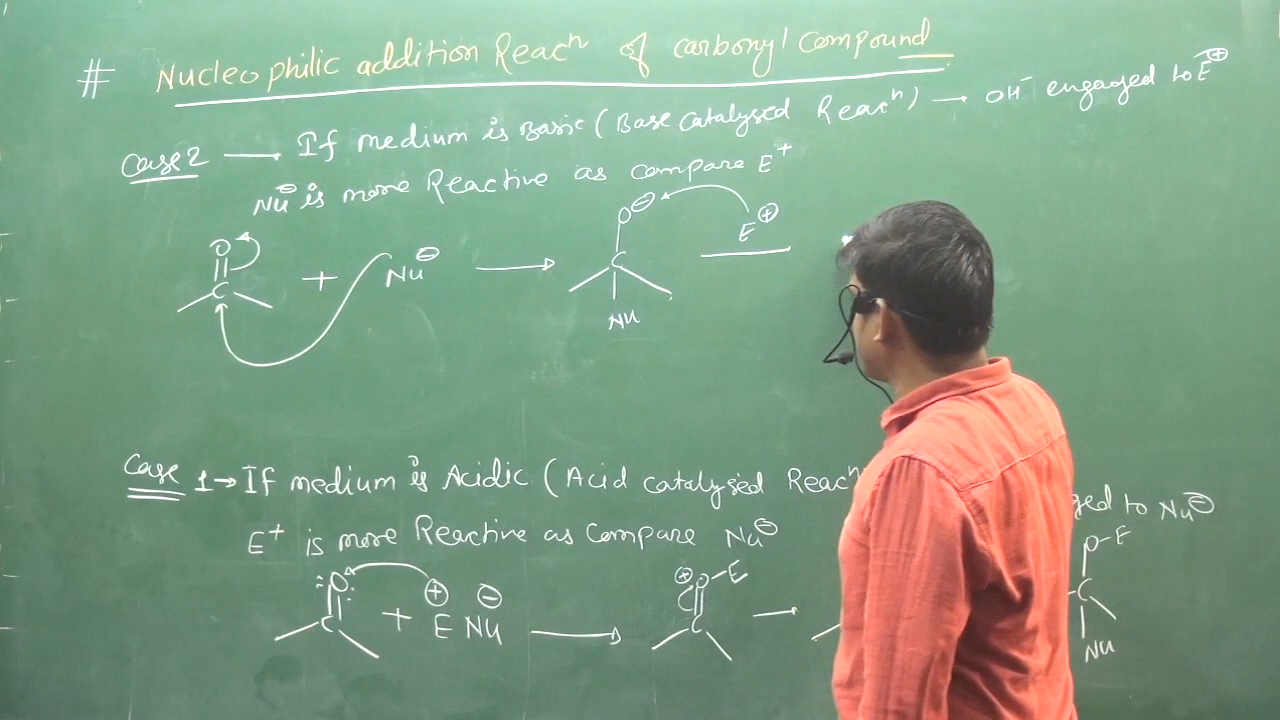 # Nucleophilic addition Reacⁿ of carbonyl Compound
Case 2 → If medium is Basic (Base Catalysed Reacⁿ) → OH⁻ engaged to E⊕
Nu⊖ is more Reactive as compare E⁺
O
C
+ Nu⊖ →
O⊖
C
Nu
E⊕
Case 1 → If medium is Acidic (Acid catalysed Reacⁿ
to Nu⊖
E⁺ is more Reactive as Compare Nu⊖
O
C
+
⊕ ⊖
E Nu →
⊕
O-E
C
→
O-E
C
Nu